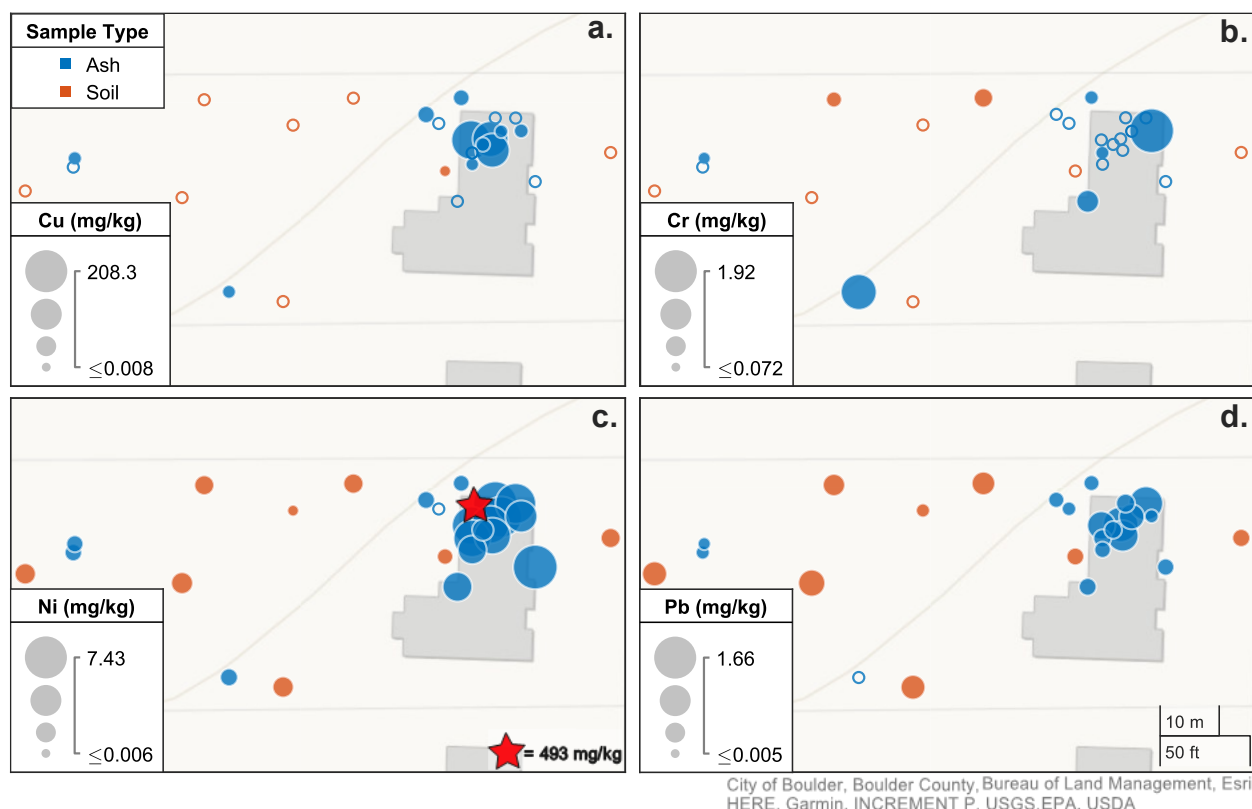 Sample Type
Ash
Soil
a.
Cu (mg/kg)
208.3
≤0.008
b.
Cr (mg/kg)
1.92
≤0.072
c.
Ni (mg/kg)
7.43
≤0.006
= 493 mg/kg
d.
Pb (mg/kg)
1.66
≤0.005
10 m
50 ft
City of Boulder, Boulder County, Bureau of Land Management, Esri
HERE, Garmin, INCREMENT P, USGS,EPA, USDA